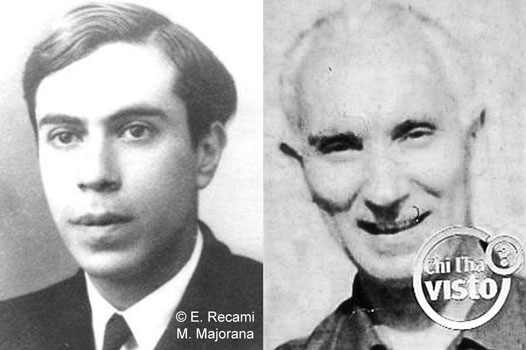 © E. Recami
M. Majorana
Chi l'ha
visto
?